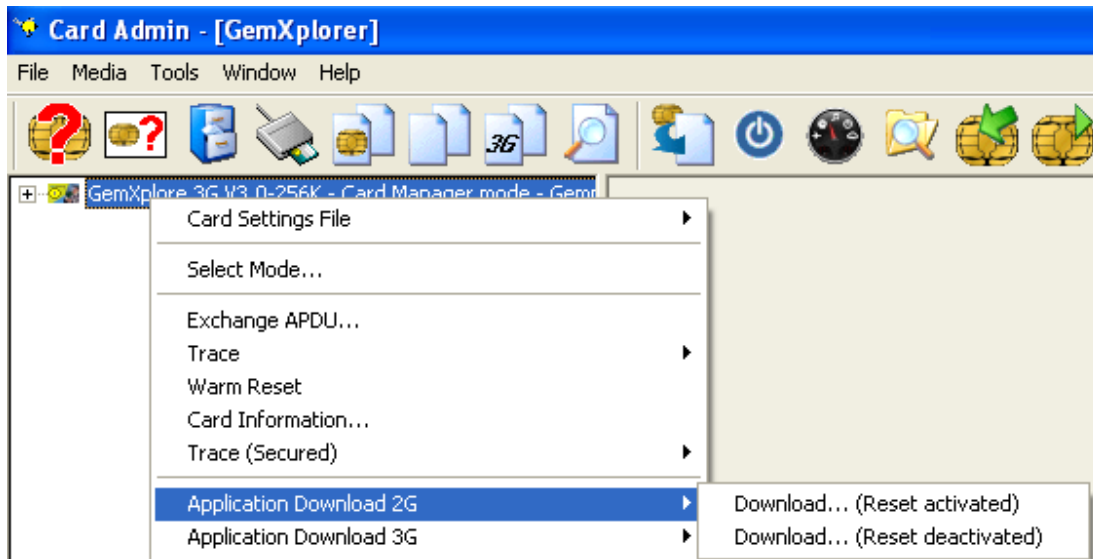 Card Admin - [GemXplorer]
File Media Tools Window Help
? ? 3G
GemXplore 3G V3.0-256K - Card Manager mode -
Card Settings File
Select Mode...
Exchange APDU...
Trace
Warm Reset
Card Information...
Trace (Secured)
Application Download 2G Download... (Reset activated)
Application Download 3G Download... (Reset deactivated)